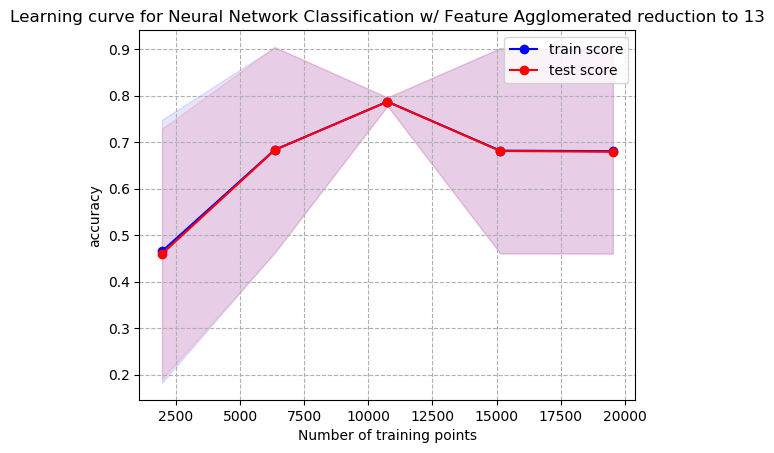 Learning curve for Neural Network Classification w/ Feature Agglomerated reduction to 13
train score
test score
0.9
0.8
0.7
0.6
0.5
0.4
0.3
0.2
accuracy
2500 5000 7500 10000 12500 15000 17500 20000
Number of training points